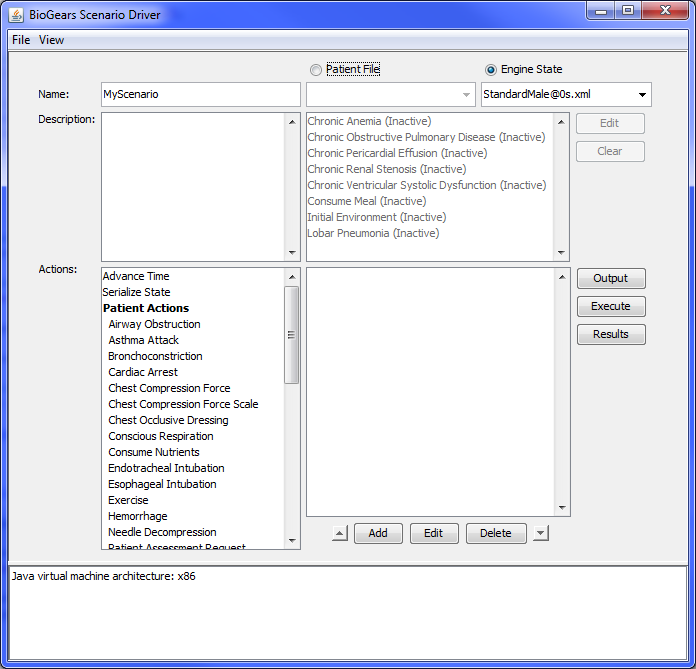 BioGears Scenario Driver
File View
Patient File
Engine State
Name:
MyScenario
StandardMale@0s.xml
Description:
Chronic Anemia (Inactive)
Chronic Obstructive Pulmonary Disease (Inactive)
Chronic Pericardial Effusion (Inactive)
Chronic Renal Stenosis (Inactive)
Chronic Ventricular Systolic Dysfunction (Inactive)
Consume Meal (Inactive)
Initial Environment (Inactive)
Lobar Pneumonia (Inactive)
Edit
Clear
Actions:
Advance Time
Serialize State
Patient Actions
Airway Obstruction
Asthma Attack
Bronchoconstriction
Cardiac Arrest
Chest Compression Force
Chest Compression Force Scale
Chest Occlusive Dressing
Conscious Respiration
Consume Nutrients
Endotracheal Intubation
Esophageal Intubation
Exercise
Hemorrhage
Needle Decompression
Patient Assessment Request
Output
Execute
Results
Add
Edit
Delete
Java virtual machine architecture: x86